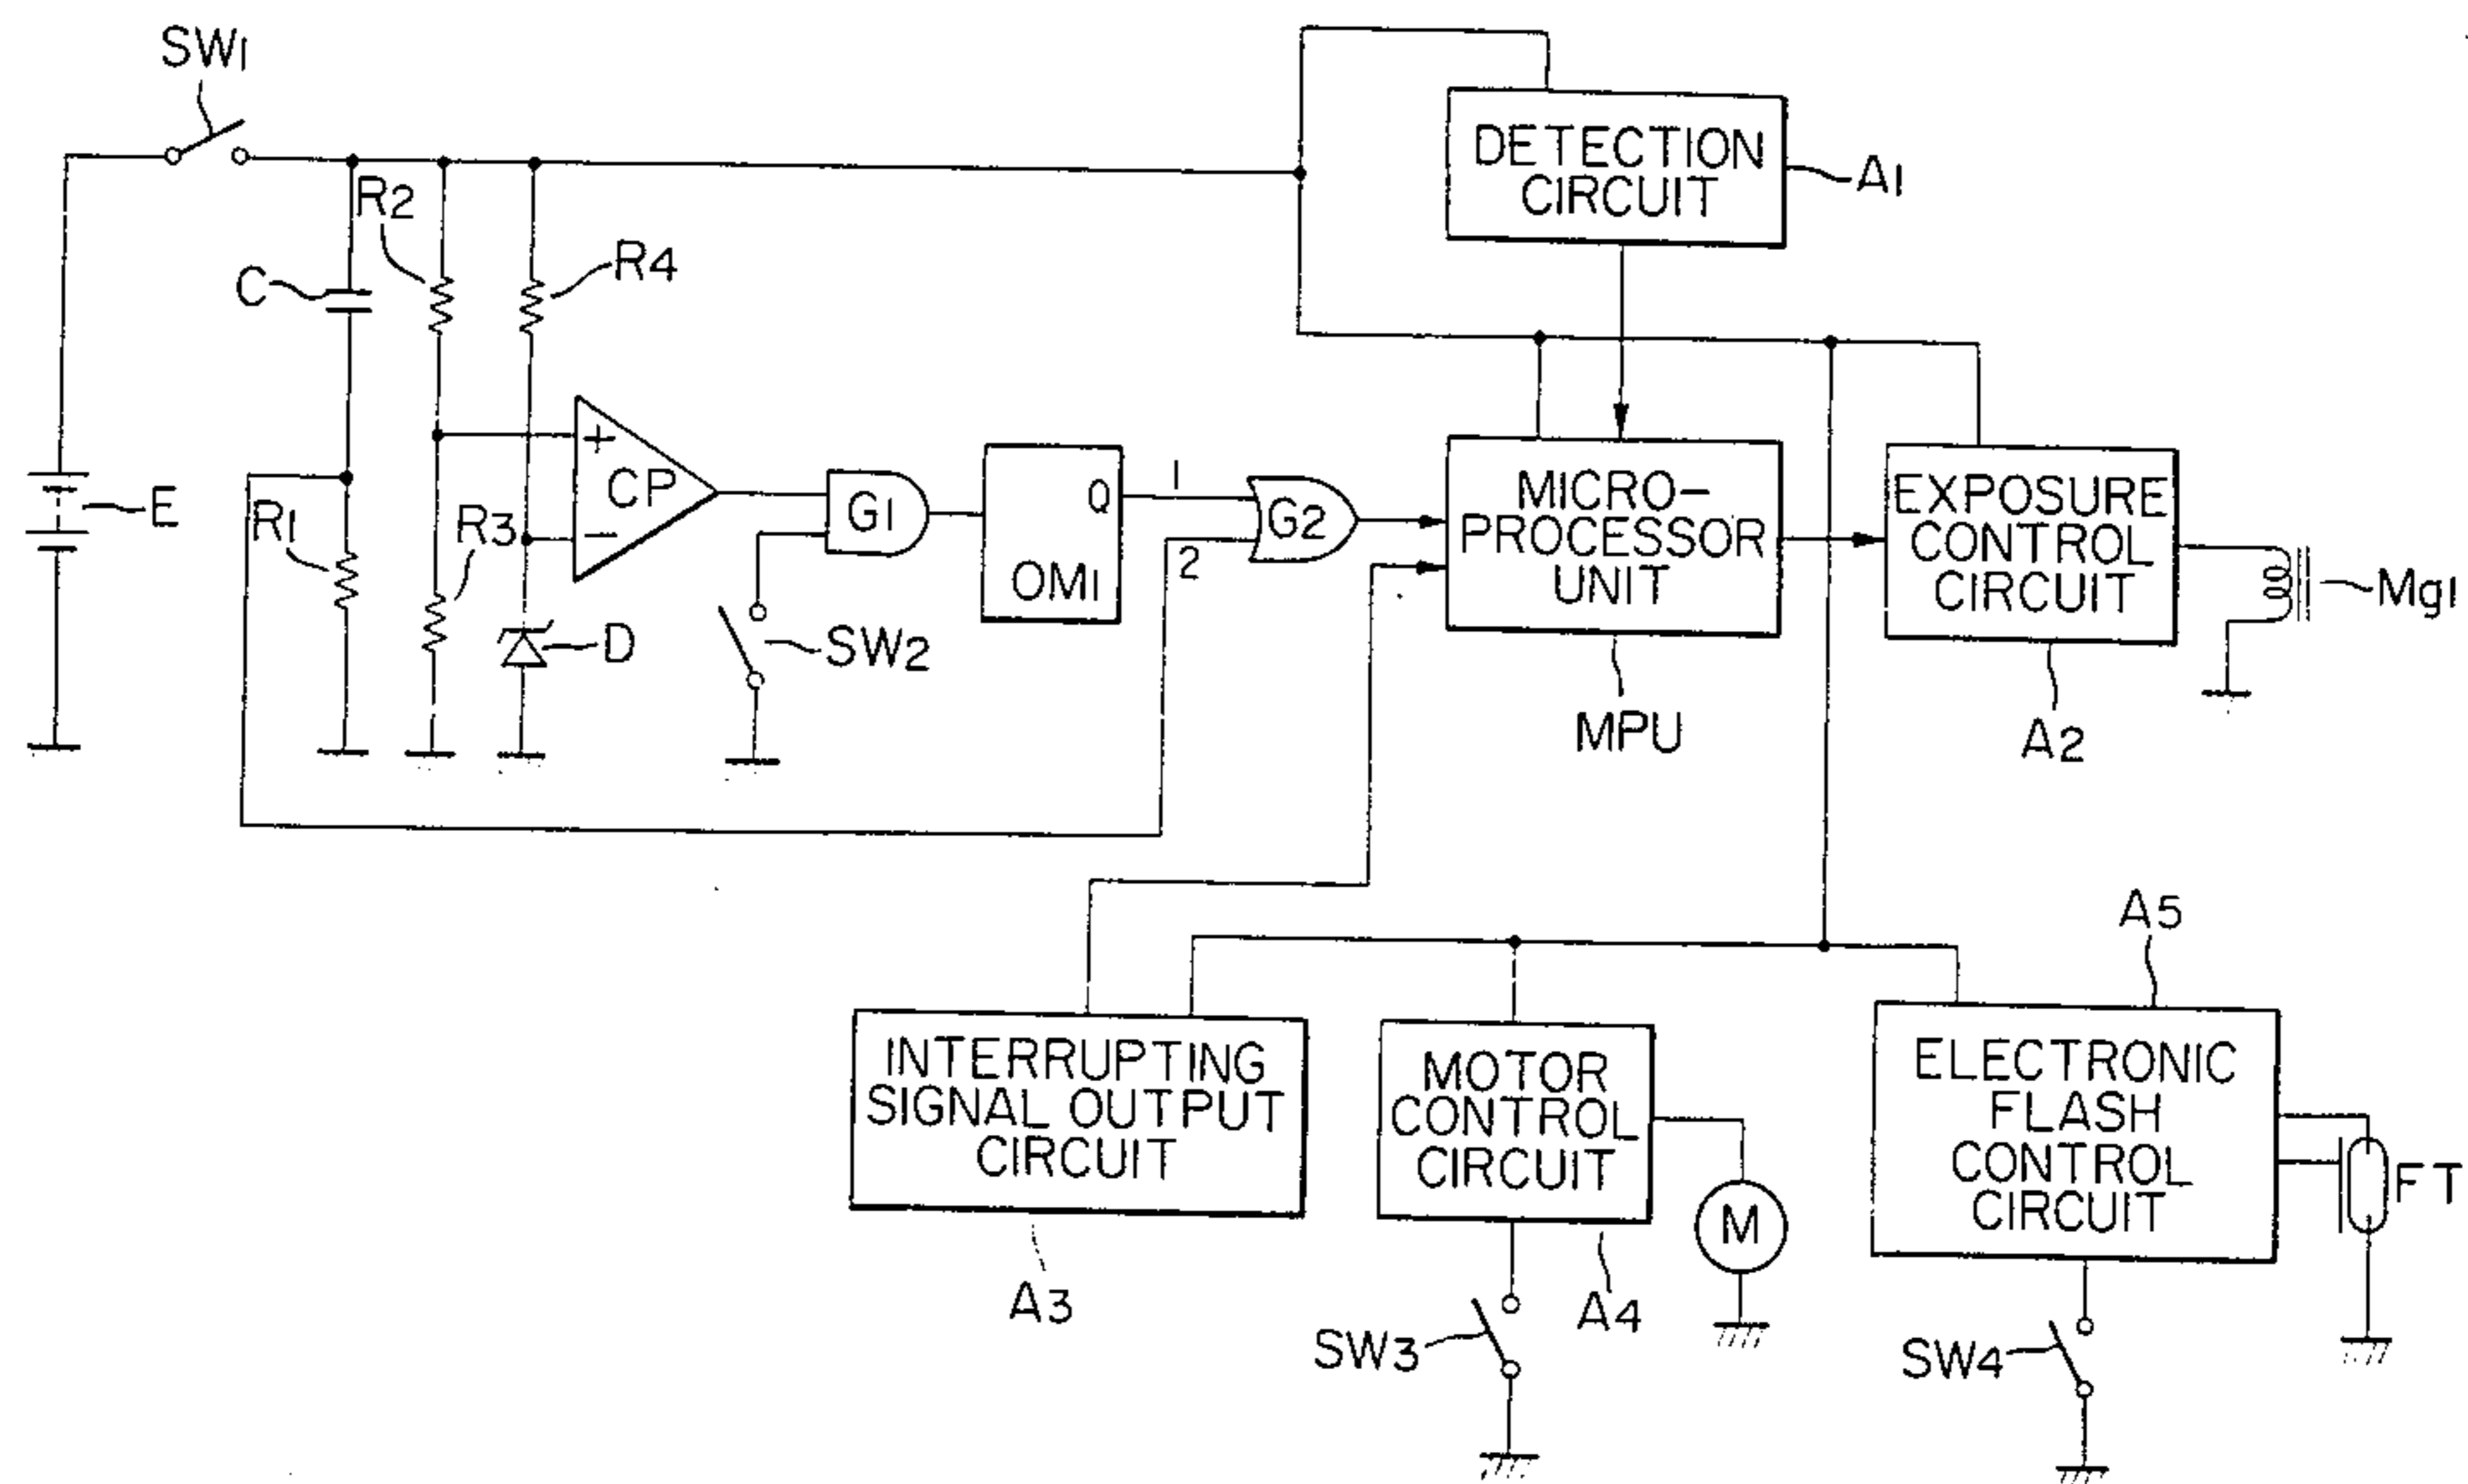 SW1
DETECTION
CIRCUIT
A1
R2
R4
C
+
CP
−
E
R1
R3
G1
Q
OM1
1
2
G2
MICRO-
PROCESSOR
UNIT
EXPOSURE
CONTROL
CIRCUIT
Mg1
D
SW2
MPU
A2
A5
INTERRUPTING
SIGNAL OUTPUT
CIRCUIT
MOTOR
CONTROL
CIRCUIT
ELECTRONIC
FLASH
CONTROL
CIRCUIT
FT
M
A3
A4
SW3
SW4